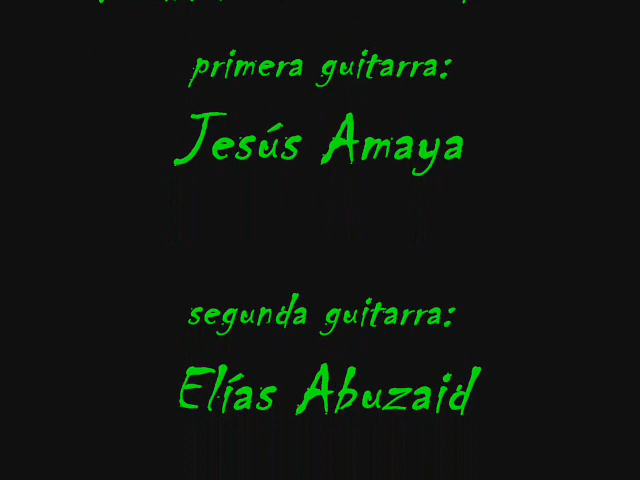 primera guitarra:
Jesús Amaya
segunda guitarra:
Elías Abuzaid